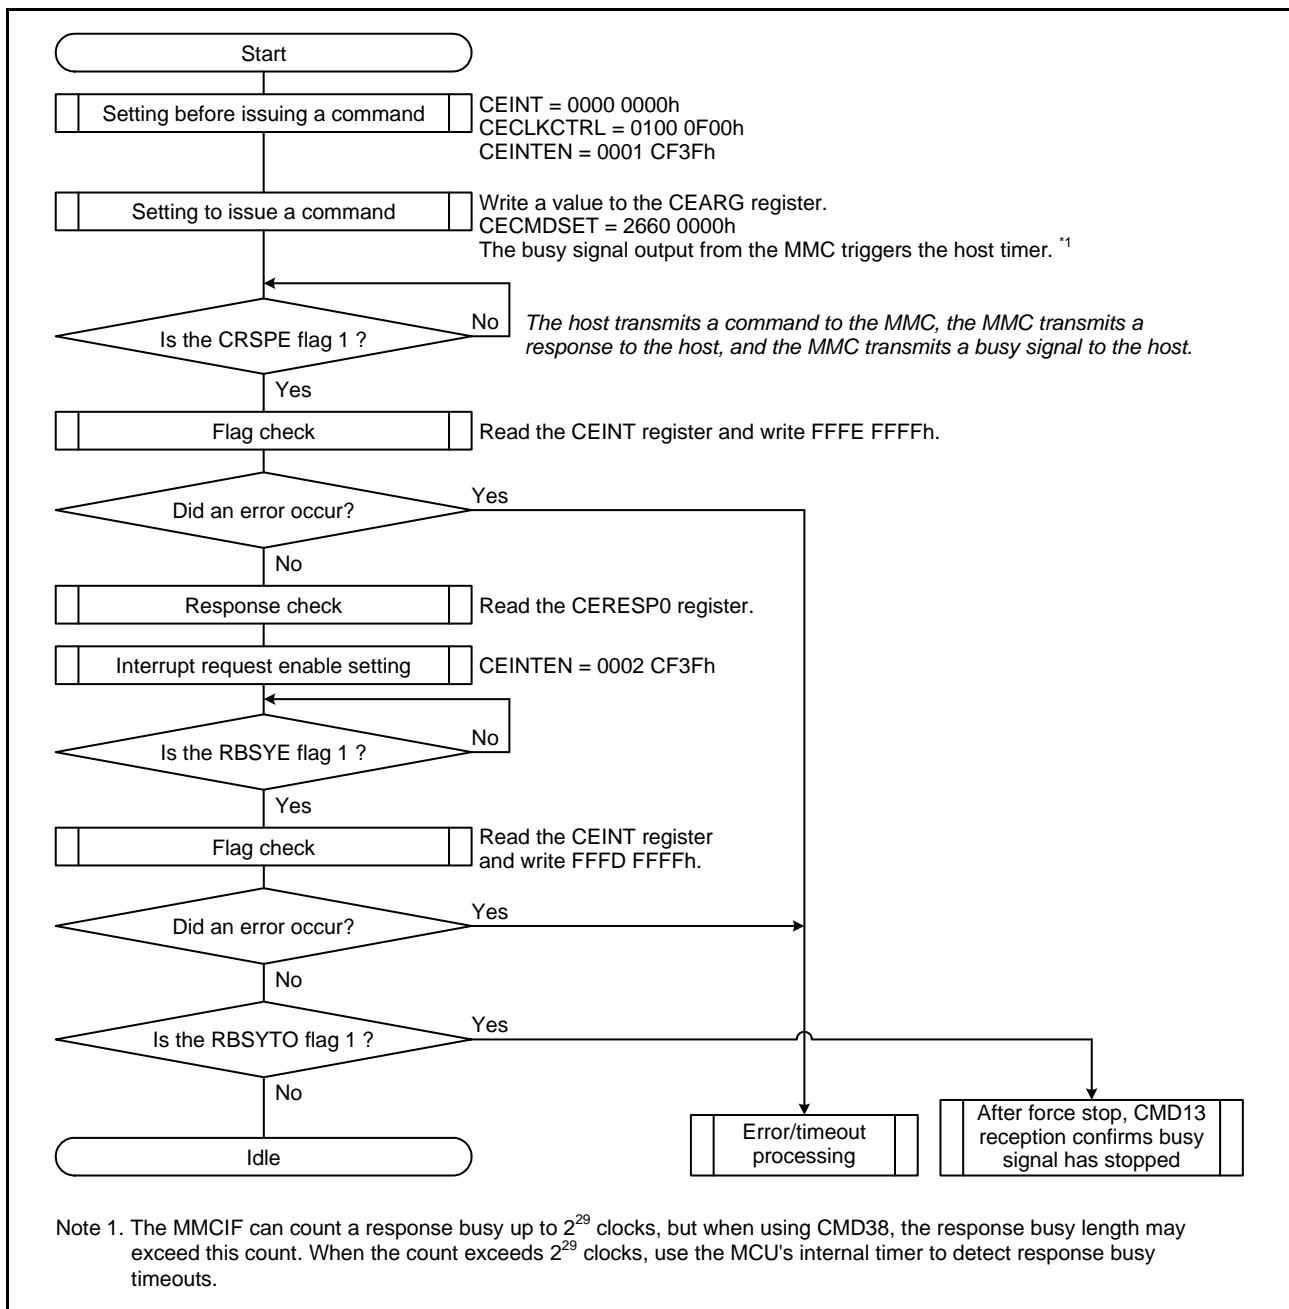 Start
Setting before issuing a command
CEINT = 0000 0000h
CECLKCTRL = 0100 0F00h
CEINTEN = 0001 CF3Fh
Setting to issue a command
Write a value to the CEARG register.
CECMDSET = 2660 0000h
The busy signal output from the MMC triggers the host timer. *1
Is the CRSPE flag 1 ?
No
The host transmits a command to the MMC, the MMC transmits a
response to the host, and the MMC transmits a busy signal to the host.
Yes
Flag check
Read the CEINT register and write FFFE FFFFh.
Did an error occur?
Yes
No
Response check
Read the CERESP0 register.
Interrupt request enable setting
CEINTEN = 0002 CF3Fh
Is the RBSYE flag 1 ?
No
Yes
Flag check
Read the CEINT register
and write FFFD FFFFh.
Did an error occur?
Yes
No
Is the RBSYTO flag 1 ?
Yes
No
Idle
Error/timeout
processing
After force stop, CMD13
reception confirms busy
signal has stopped
Note 1. The MMCIF can count a response busy up to 2^29 clocks, but when using CMD38, the response busy length may
exceed this count. When the count exceeds 2^29 clocks, use the MCU's internal timer to detect response busy
timeouts.